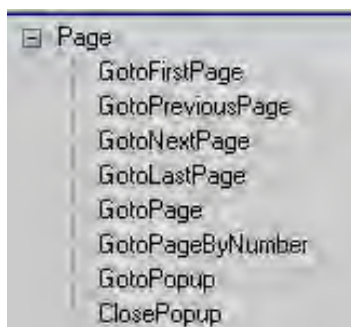 Page
GotoFirstPage
GotoPreviousPage
GotoNextPage
GotoLastPage
GotoPage
GotoPageByNumber
GotoPopup
ClosePopup